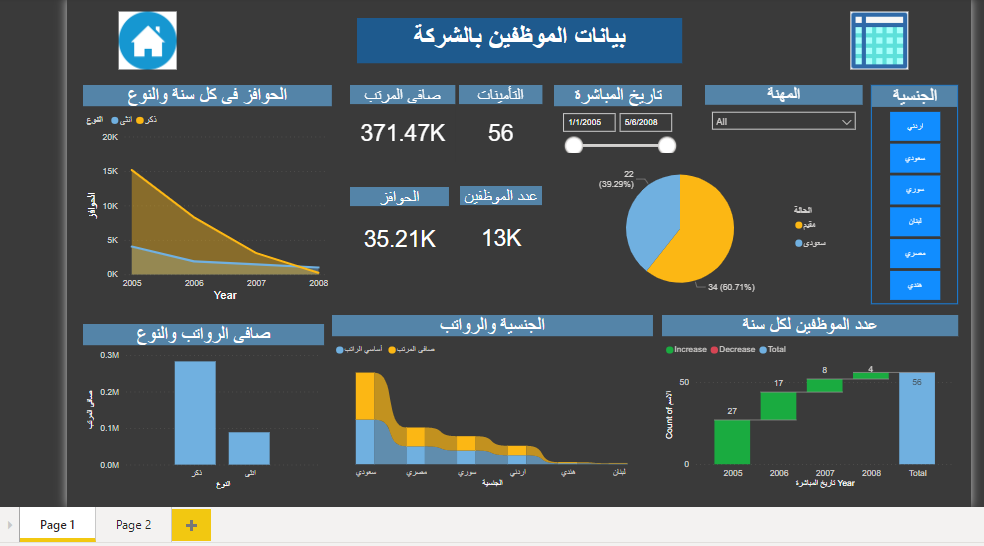 بيانات الموظفين بالشركة
الحوافز فى كل سنة والنوع
النوع انثى ذكر
20K
15K
10K
5K
0K
الحوافز
2005 2006 2007 2008
Year
صافى المرتب
371.47K
التأمينات
56
الحوافز
35.21K
عدد الموظفين
13K
تاريخ المباشرة
1/1/2005 5/6/2008
المهنة
All
الجنسية
اردني
سعودي
سوري
لبنان
مصري
هندي
22
(39.29%)
34 (60.71%)
الحالة
مقيم
سعودى
صافى الرواتب والنوع
0.3M
0.2M
0.1M
0.0M
صافى المرتب
ذكر انثى
النوع
الجنسية والرواتب
أساسي الراتب صافى المرتب
سعودي مصري سوري اردني هندي لبنان
الجنسية
عدد الموظفين لكل سنة
Increase Decrease Total
50
0
Count of الاسم
27
17
8
4
56
2005 2006 2007 2008 Total
تاريخ المباشرة Year
Page 1 Page 2 +